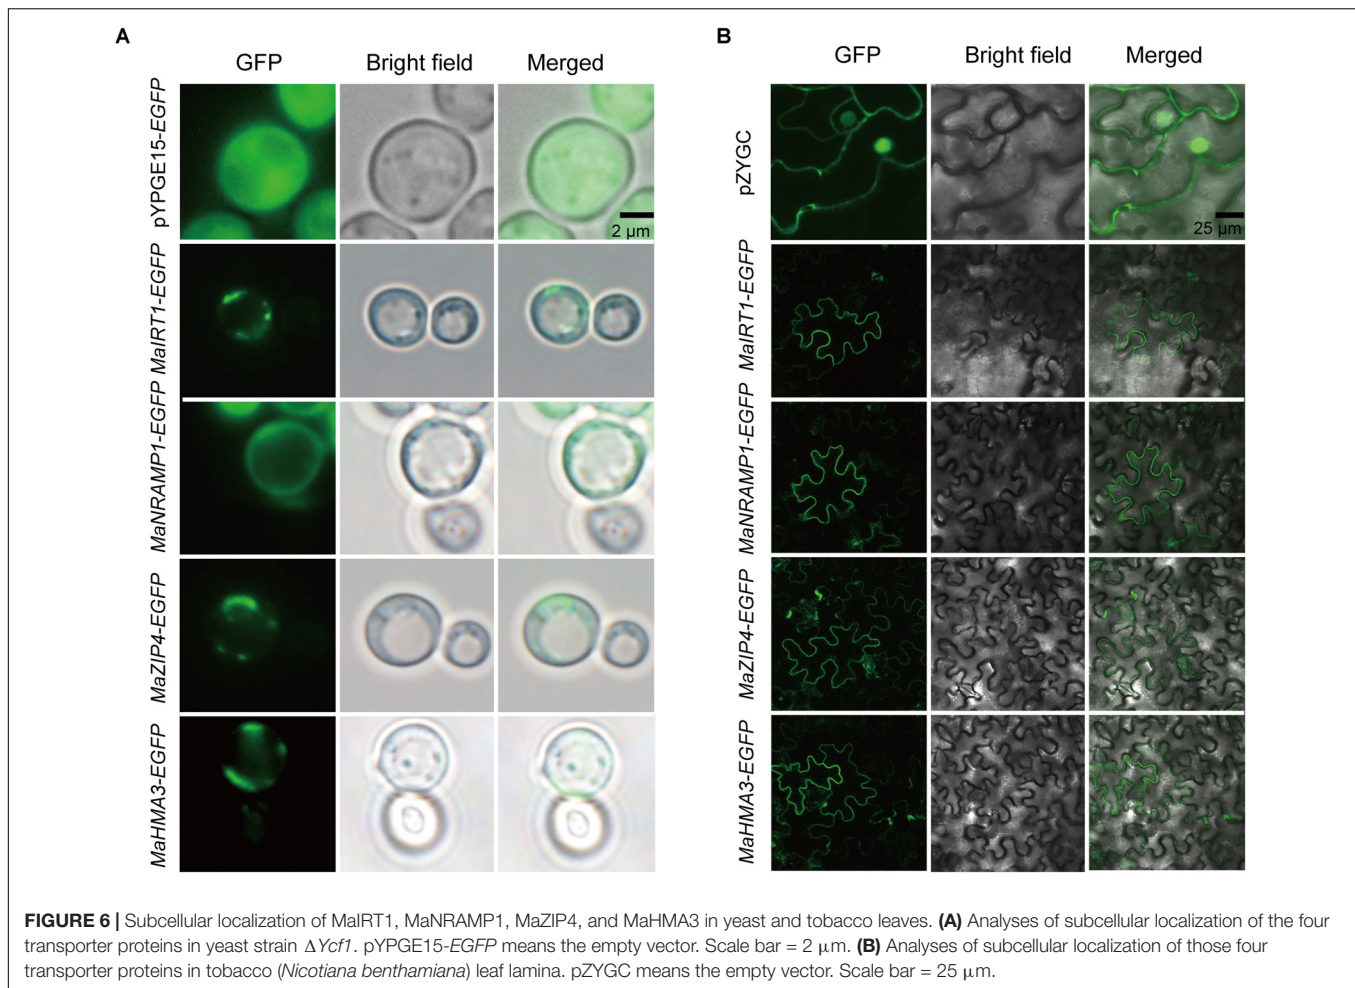 A
GFP
Bright field
Merged
pYPGE15-EGFP
2 μm
MaIRT1-EGFP
MaNRAMP1-EGFP
MaZIP4-EGFP
MaHMA3-EGFP
B
GFP
Bright field
Merged
pZYGC
25 μm
MaIRT1-EGFP
MaNRAMP1-EGFP
MaZIP4-EGFP
MaHMA3-EGFP
FIGURE 6 | Subcellular localization of MaIRT1, MaNRAMP1, MaZIP4, and MaHMA3 in yeast and tobacco leaves. (A) Analyses of subcellular localization of the four
transporter proteins in yeast strain ΔYcf1. pYPGE15-EGFP means the empty vector. Scale bar = 2 μm. (B) Analyses of subcellular localization of those four
transporter proteins in tobacco (Nicotiana benthamiana) leaf lamina. pZYGC means the empty vector. Scale bar = 25 μm.